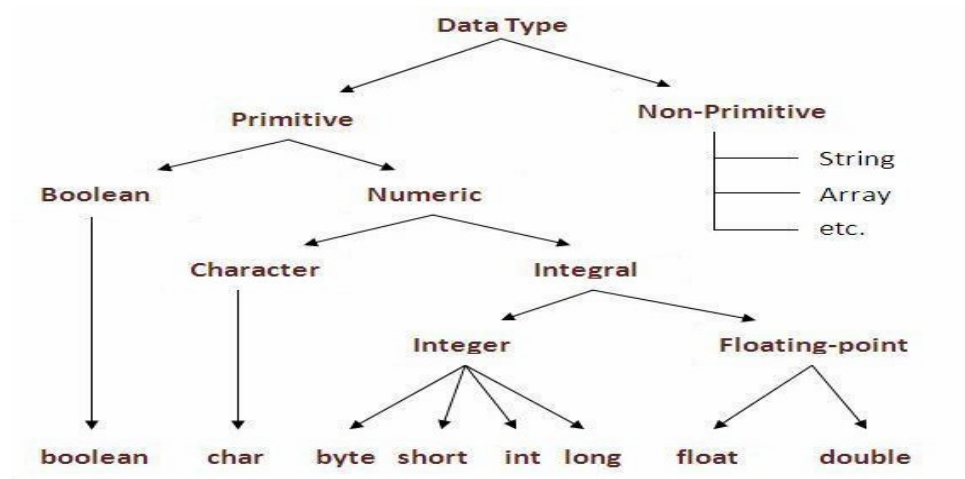 Data Type
Primitive
Non-Primitive
String
Array
etc.
Boolean
Numeric
Character
Integral
Integer
Floating-point
boolean
char
byte
short
int
long
float
double